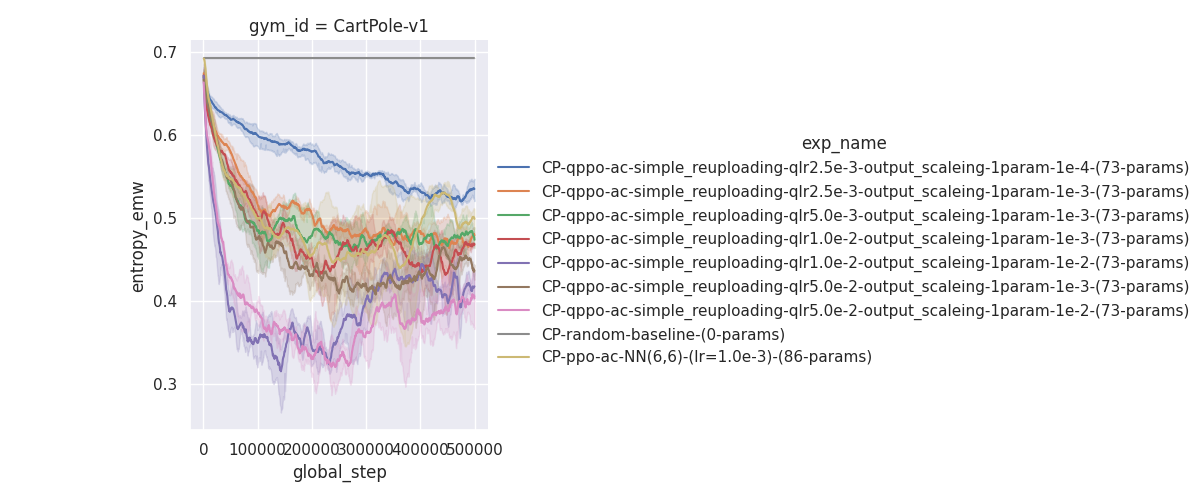 gym_id = CartPole-v1
0.7
0.6
0.5
0.4
0.3
entropy_emw
0 100000 200000 300000 400000 500000
global_step
exp_name
CP-qppo-ac-simple_reuploading-qlr2.5e-3-output_scaleing-1param-1e-4-(73-params)
CP-qppo-ac-simple_reuploading-qlr2.5e-3-output_scaleing-1param-1e-3-(73-params)
CP-qppo-ac-simple_reuploading-qlr5.0e-3-output_scaleing-1param-1e-3-(73-params)
CP-qppo-ac-simple_reuploading-qlr1.0e-2-output_scaleing-1param-1e-3-(73-params)
CP-qppo-ac-simple_reuploading-qlr1.0e-2-output_scaleing-1param-1e-2-(73-params)
CP-qppo-ac-simple_reuploading-qlr5.0e-2-output_scaleing-1param-1e-3-(73-params)
CP-qppo-ac-simple_reuploading-qlr5.0e-2-output_scaleing-1param-1e-2-(73-params)
CP-random-baseline-(0-params)
CP-ppo-ac-NN(6,6)-(lr=1.0e-3)-(86-params)